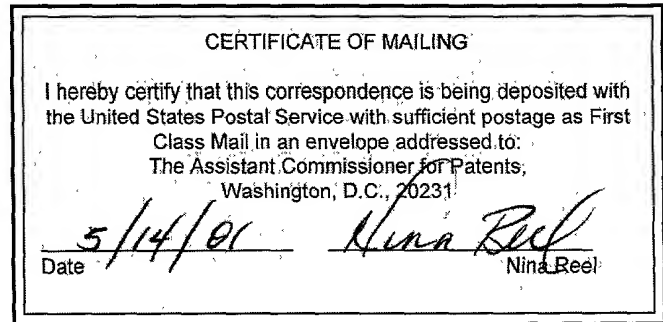 CERTIFICATE OF MAILING
I hereby certify that this correspondence is being deposited with
the United States Postal Service with sufficient postage as First
Class Mail in an envelope addressed to:
The Assistant Commissioner for Patents,
Washington, D.C., 20231
5/14/01 Nina Reel
Date Nina Reel